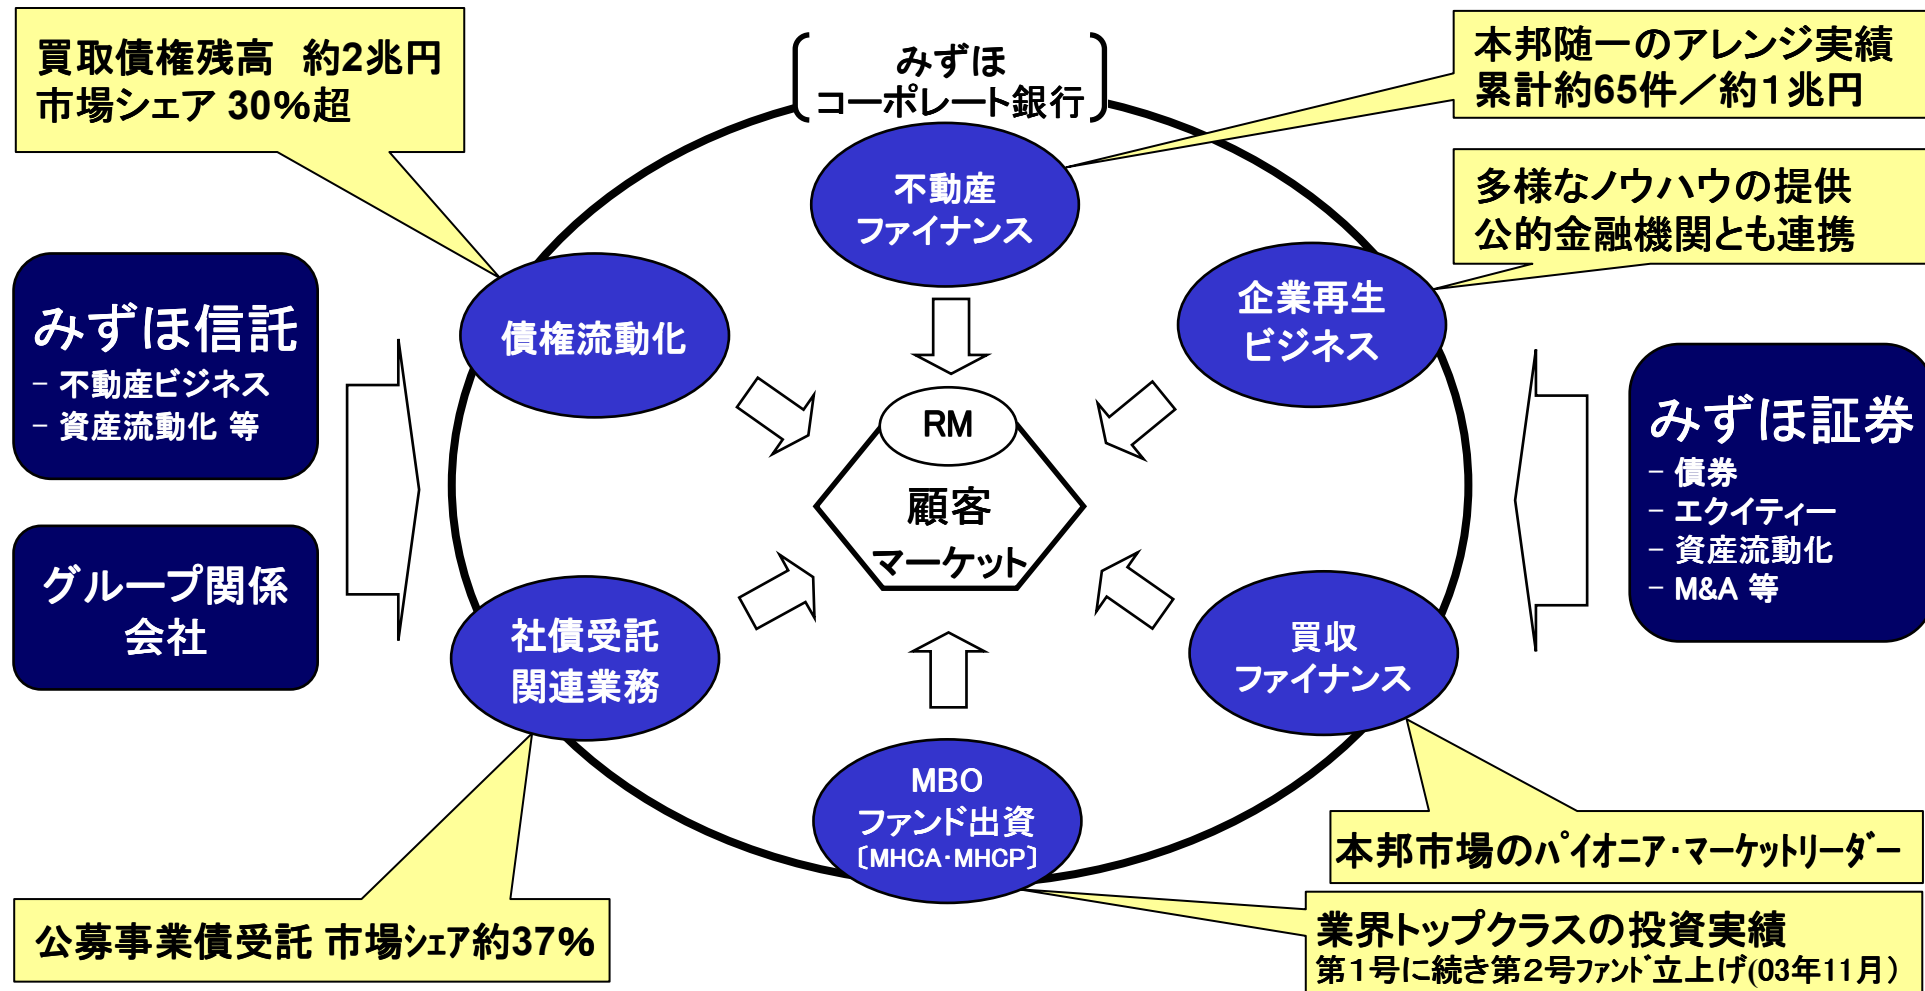 買取債権残高　約2兆円
市場シェア 30%超
みずほ
コーポレート銀行
本邦随一のアレンジ実績
累計約65件／約１兆円
不動産
ファイナンス
多様なノウハウの提供
公的金融機関とも連携
みずほ信託
− 不動産ビジネス
− 資産流動化 等
債権流動化
企業再生
ビジネス
RM
顧客
マーケット
みずほ証券
− 債券
− エクイティー
− 資産流動化
− M&A 等
グループ関係
会社
社債受託
関連業務
買収
ファイナンス
MBO
ファンド出資
〔MHCA・MHCP〕
本邦市場のﾊﾟイオニア・マーケットリーダー
公募事業債受託 市場シェア約37%
業界トップクラスの投資実績
第１号に続き第２号ファンド立上げ(03年11月）